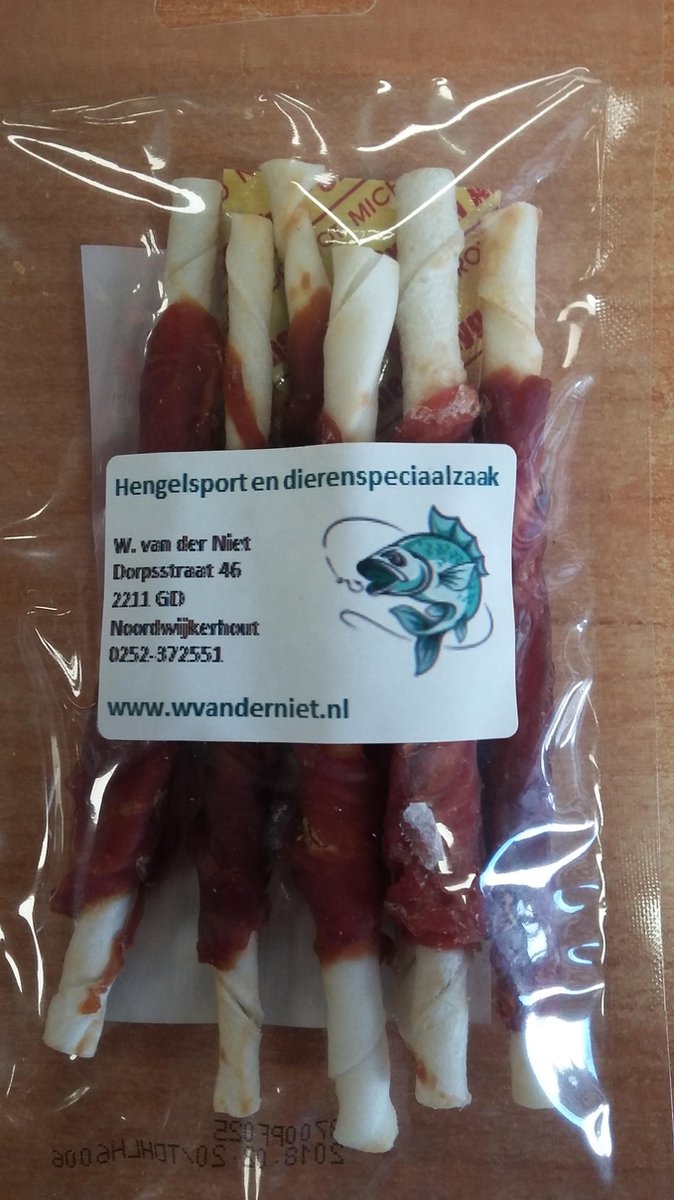 Hengelsport en dierenspeciaalzaak
W. van der Niet
Dorpsstraat 46
2211 GD
Noordwijkerhout
0252-372551
www.wvanderniet.nl